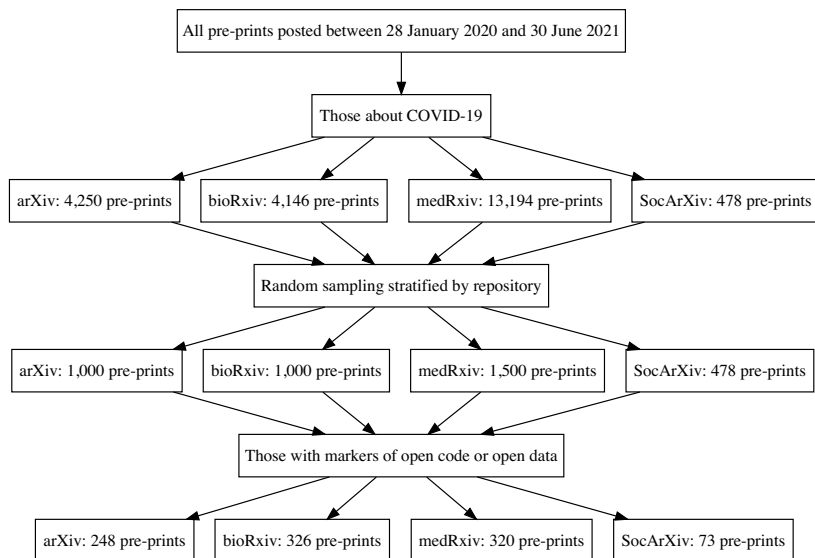 All pre-prints posted between 28 January 2020 and 30 June 2021
Those about COVID-19
arXiv: 4,250 pre-prints
bioRxiv: 4,146 pre-prints
medRxiv: 13,194 pre-prints
SocArXiv: 478 pre-prints
Random sampling stratified by repository
arXiv: 1,000 pre-prints
bioRxiv: 1,000 pre-prints
medRxiv: 1,500 pre-prints
SocArXiv: 478 pre-prints
Those with markers of open code or open data
arXiv: 248 pre-prints
bioRxiv: 326 pre-prints
medRxiv: 320 pre-prints
SocArXiv: 73 pre-prints